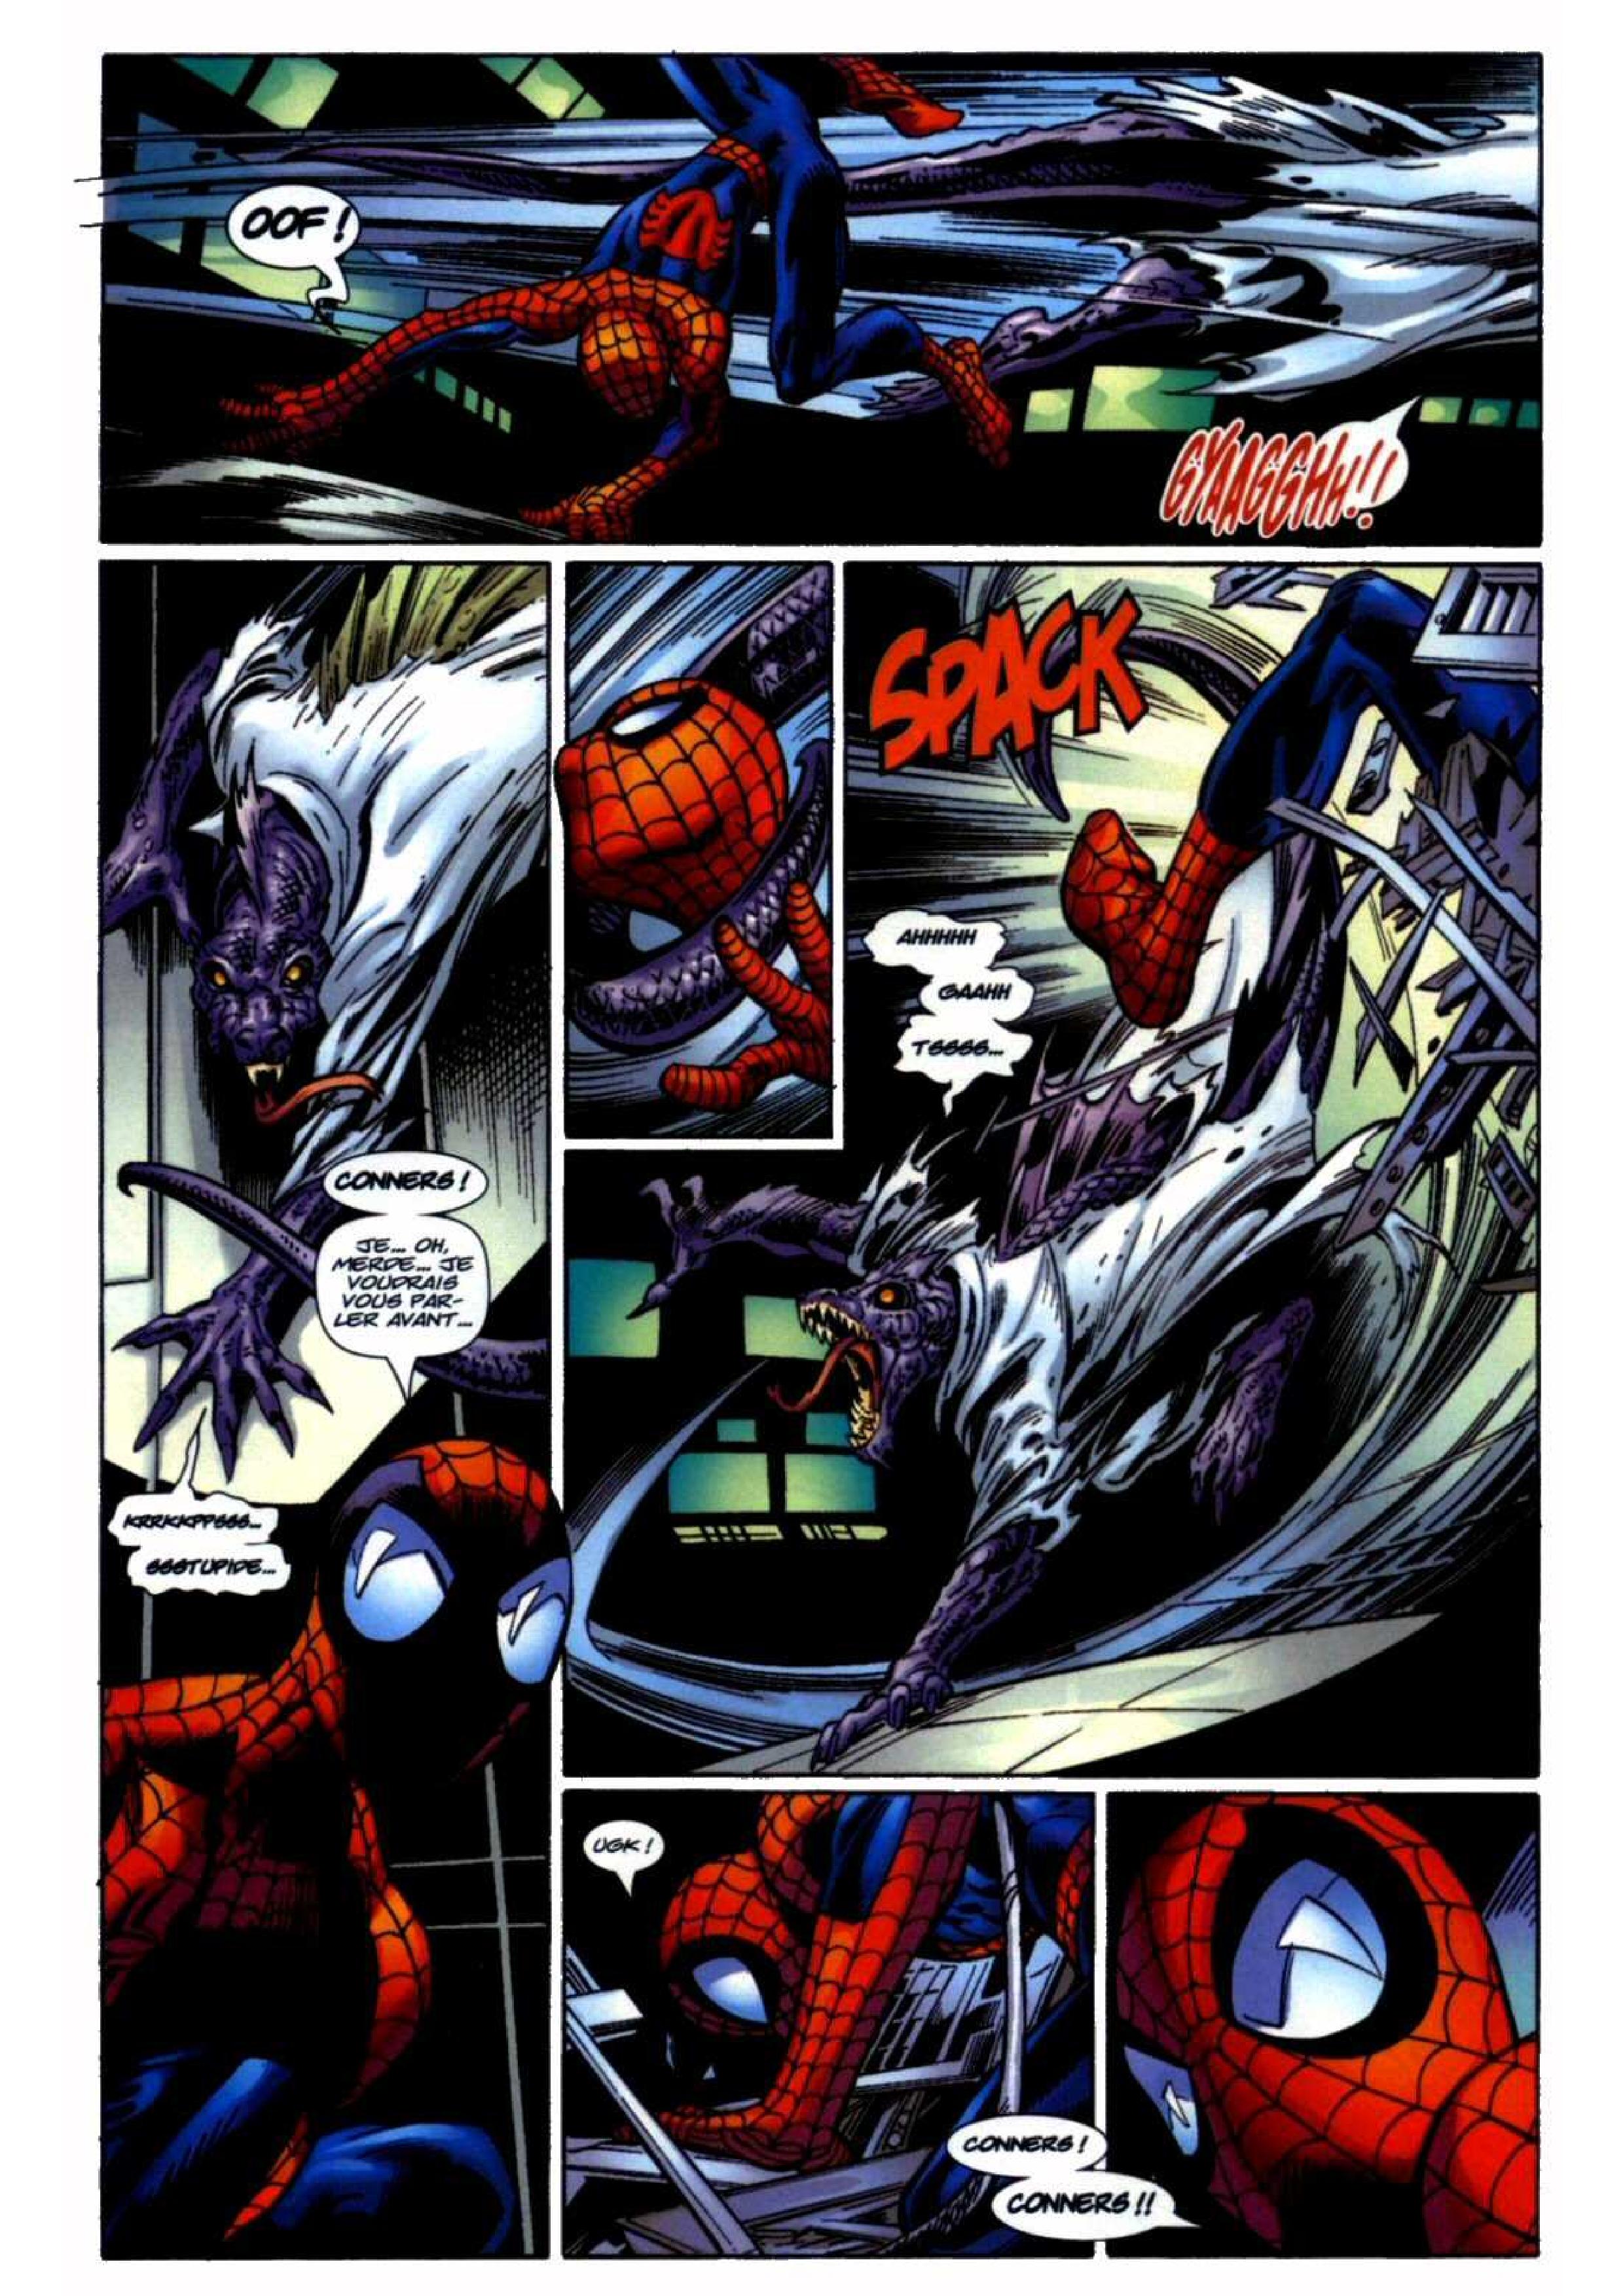 OOF !
GYAAGGHH!!
CONNERS !
JE... OH,
MERDE... JE
VOUDRAIS
VOUS PAR-
LER AVANT...
KRRKKPPSSS...
SSSTUPIDE...
SPACK
AHHHHH
GAAHH
TSSSS...
UGK !
CONNERS !
CONNERS !!